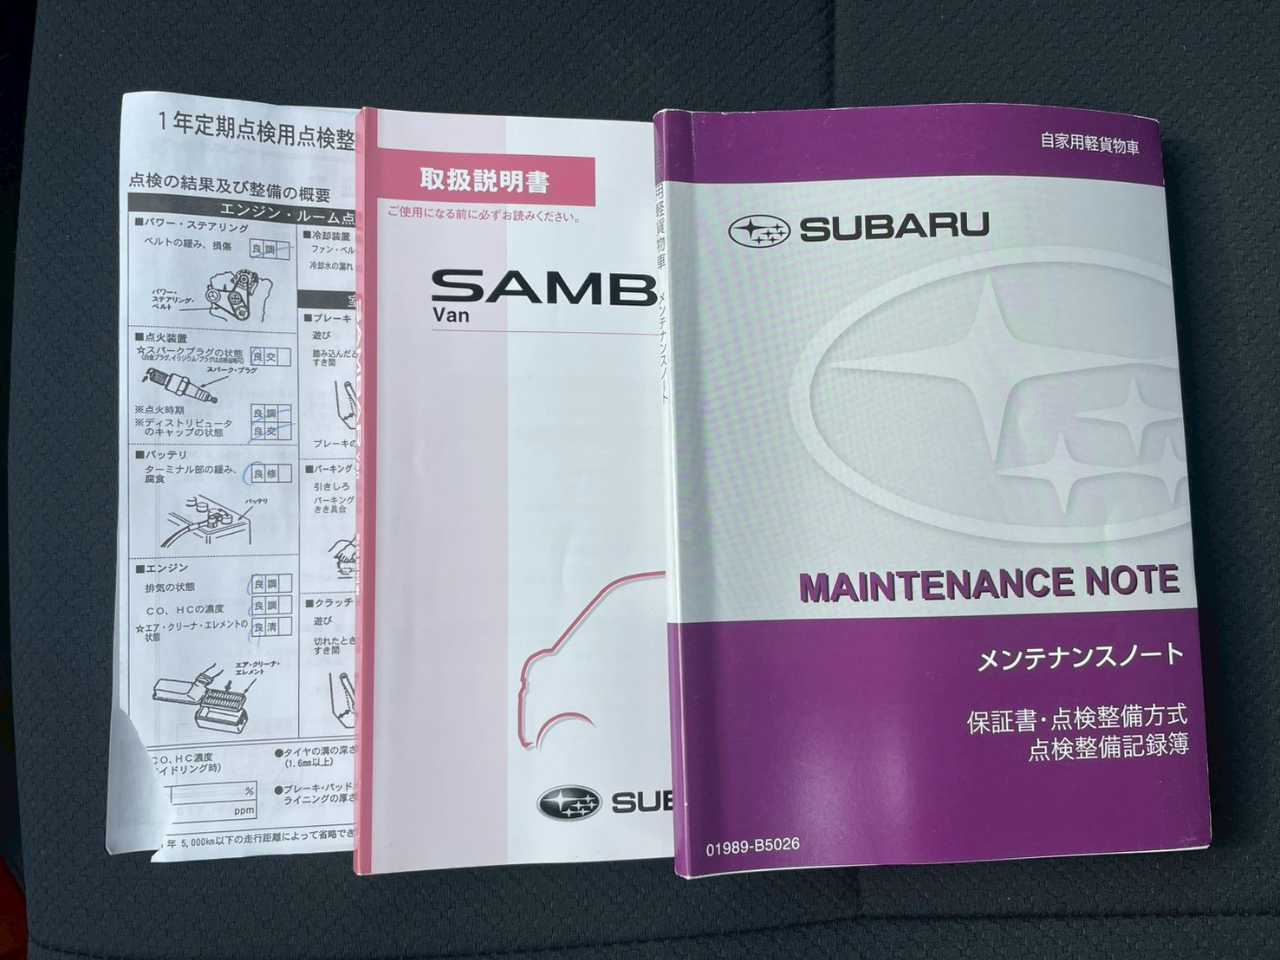 1年定期点検用点検整
点検の結果及び整備の概要
エンジン・ルーム点
■パワー・ステアリング
ベルトの緩み、損傷
良 調
パワー・
ステアリング・
ベルト
■点火装置
☆スパークプラグの状態
良 交
スパーク・プラグ
※点火時期
良 調
※ディストリビュータ
のキャップの状態
良 交
■バッテリ
ターミナル部の緩み、
腐食
良 修
バッテリ
■エンジン
排気の状態
良 調
CO、HCの濃度
良 調
☆エア・クリーナ・エレメントの
状態
良 清
エア・クリーナ・
エレメント
CO、HC濃度
イドリング時)
%
ppm
年 5,000km以下の走行距離によって省略でき
■冷却装置
ファン・ベル
冷却水の漏れ
■ブレーキ
遊び
踏み込んだと
すき間
ブレーキの
■パーキング・
引きしろ
パーキング
きき具合
■クラッチ
遊び
切れたとき
すき間
●タイヤの溝の深さ
(1.6mm以上)
●ブレーキ・パッド、
ライニングの厚さ
取扱説明書
ご使用になる前に必ずお読みください。
SAMB
Van
SUB
用軽貨物車 メンテナンスノート
自家用軽貨物車
SUBARU
MAINTENANCE NOTE
メンテナンスノート
保証書・点検整備方式
点検整備記録簿
01989-B5026